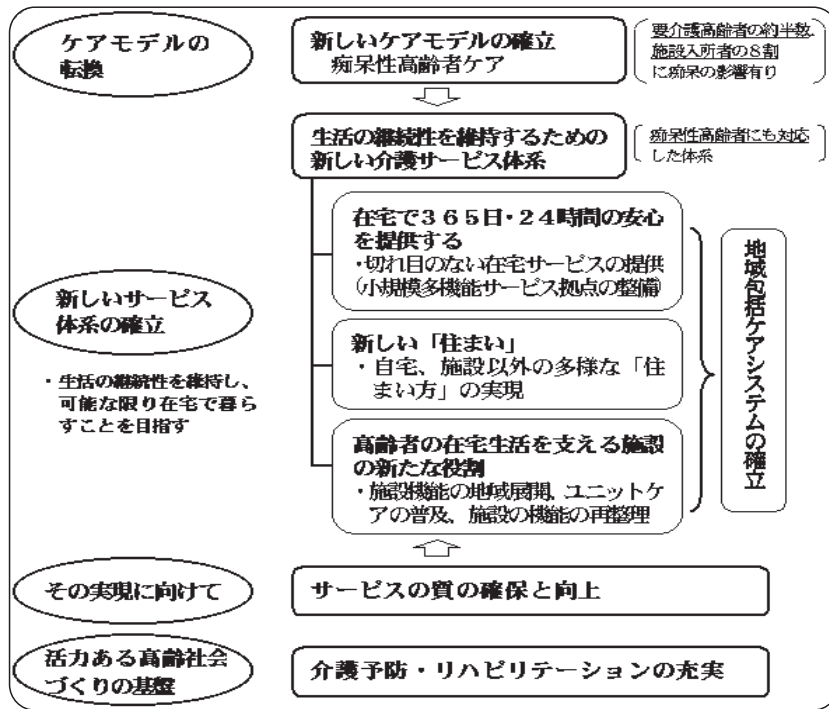 ケアモデルの
転換
新しいケアモデルの確立
痴呆性高齢者ケア
要介護高齢者の約半数、
施設入所者の8割
に痴呆の影響有り
生活の継続性を維持するための
新しい介護サービス体系
痴呆性高齢者にも対応
した体系
新しいサービス
体系の確立
・生活の継続性を維持し、
可能な限り在宅で暮ら
すことを目指す
在宅で365日・24時間の安心
を提供する
・切れ目のない在宅サービスの提供
(小規模多機能サービス拠点の整備)
新しい「住まい」
・自宅、施設以外の多様な「住
まい方」の実現
高齢者の在宅生活を支える施設
の新たな役割
・施設機能の地域展開、ユニットケ
アの普及、施設の機能の再整理
地域包括ケアシステムの確立
その実現に向けて
サービスの質の確保と向上
活力ある高齢社会
づくりの基盤
介護予防・リハビリテーションの充実